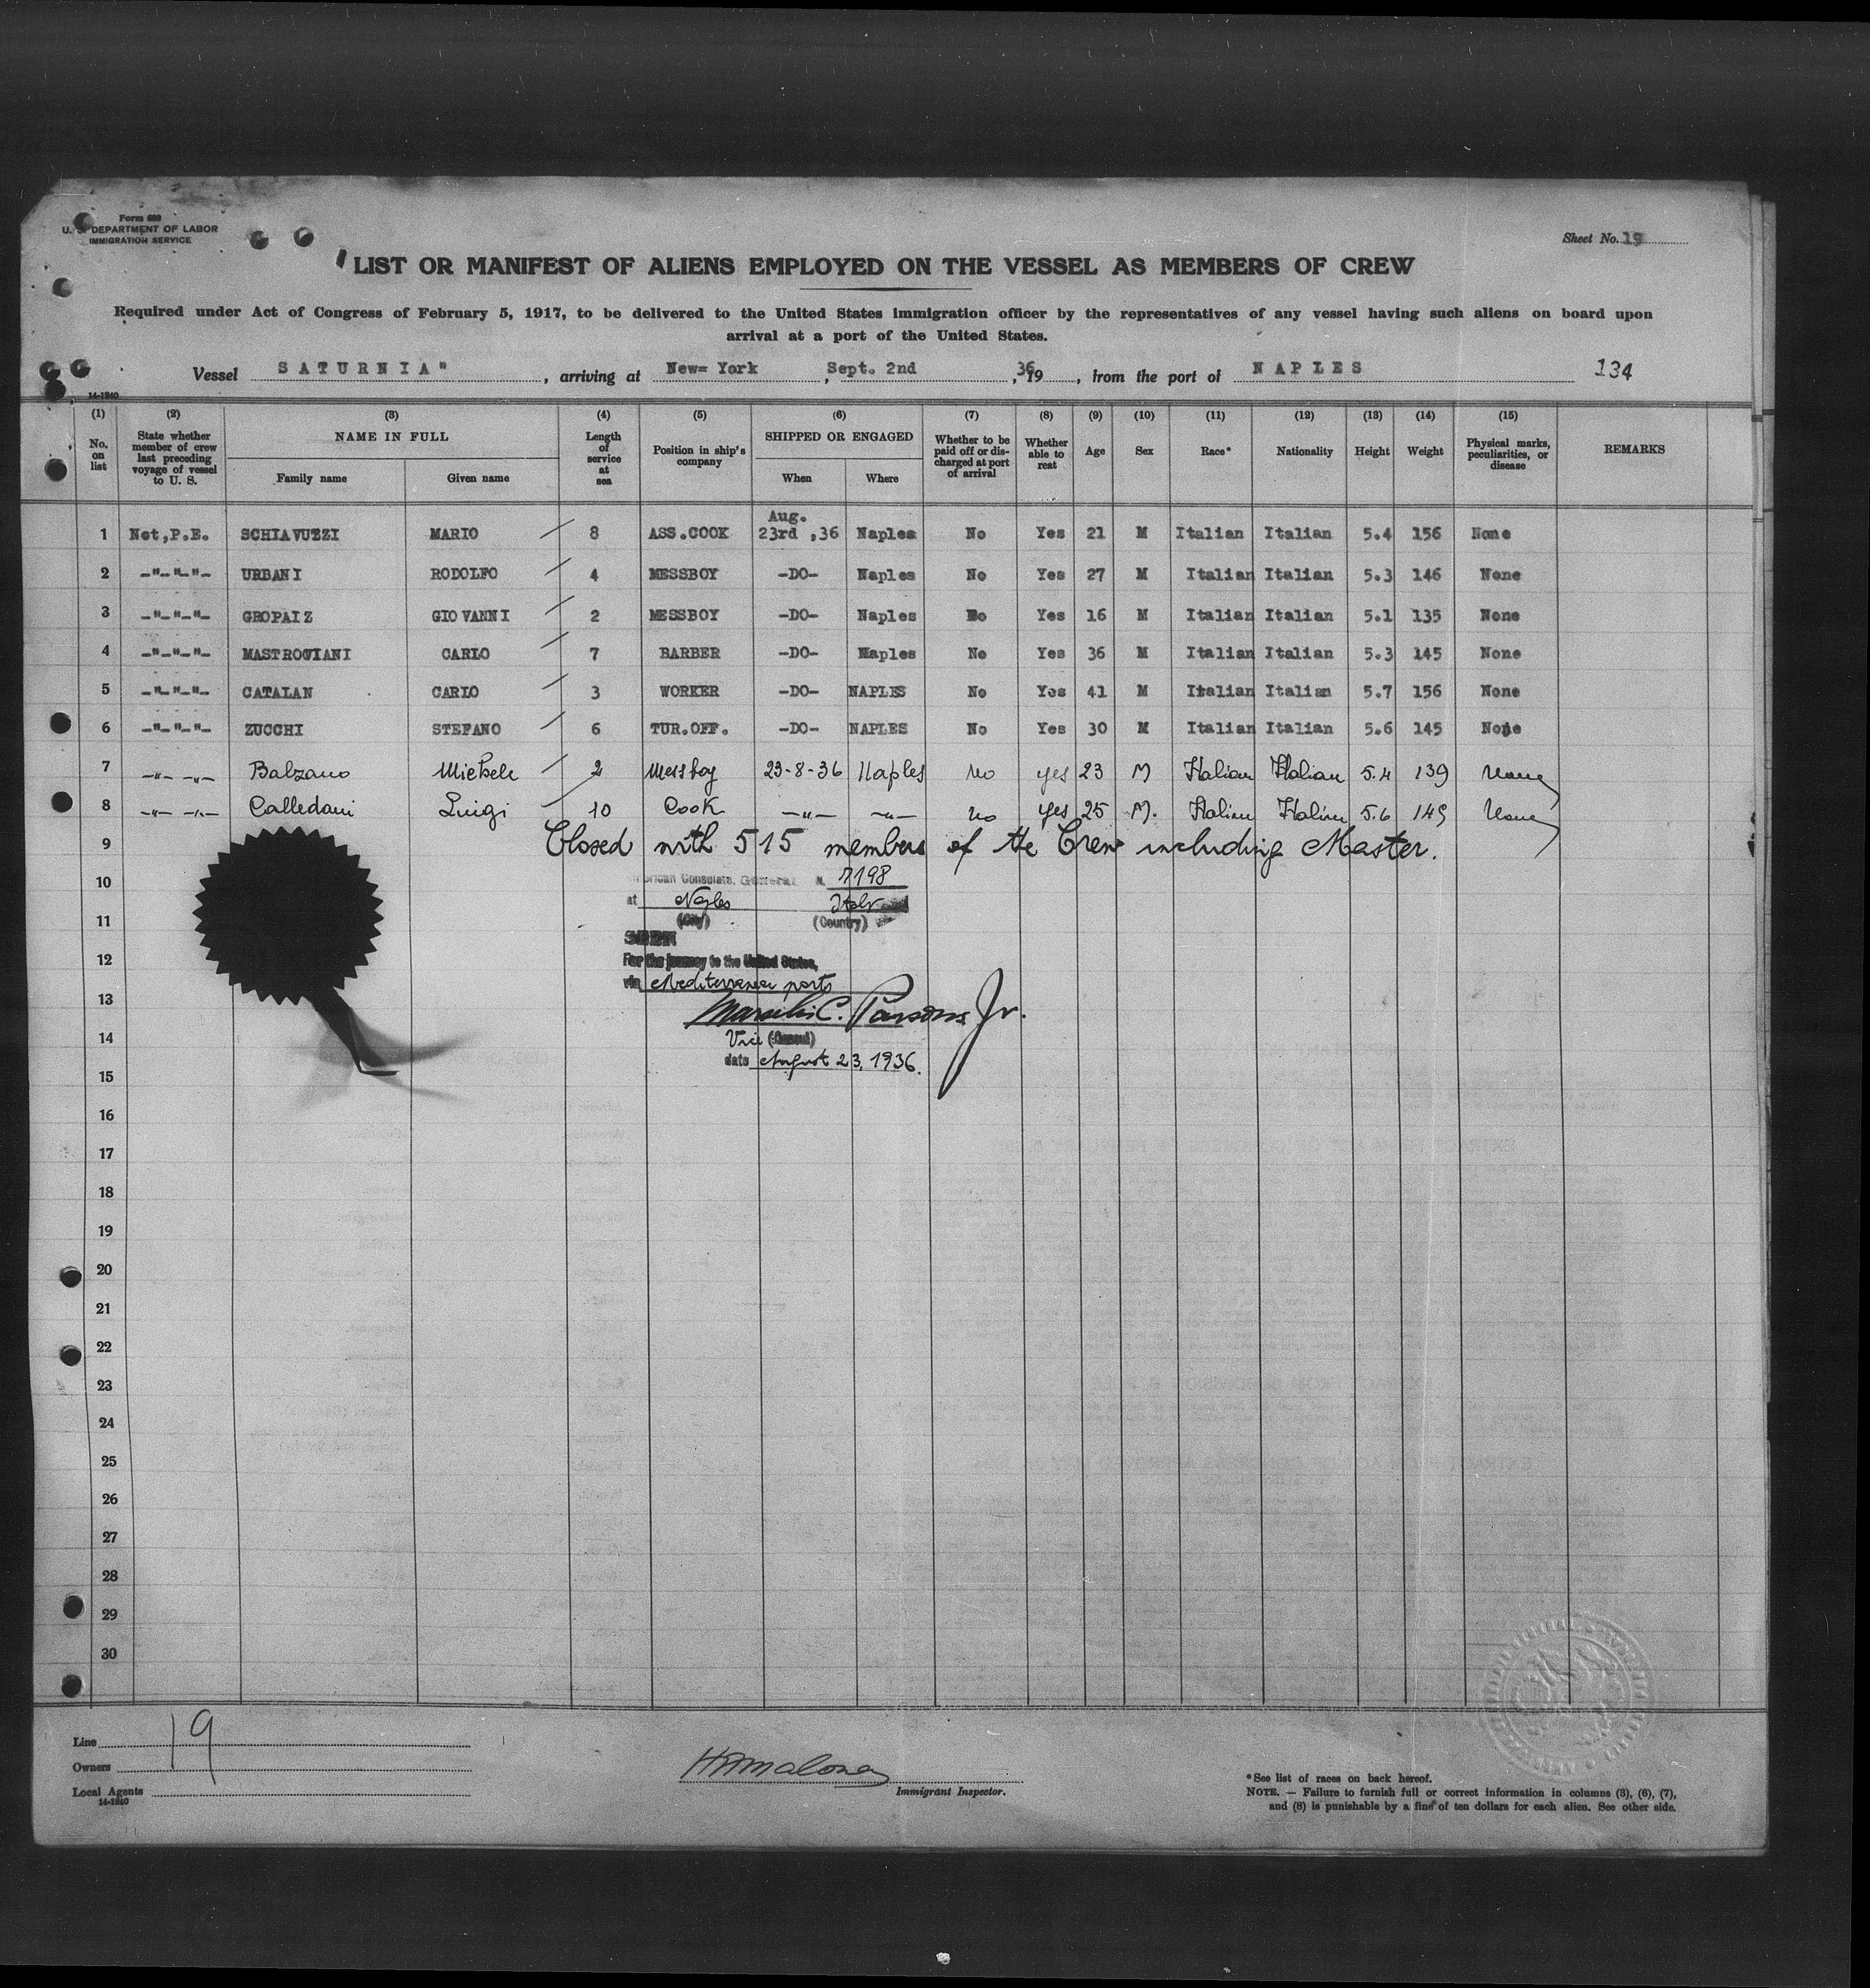 Form 680
U. S. DEPARTMENT OF LABOR
IMMIGRATION SERVICE
Sheet No. 19
LIST OR MANIFEST OF ALIENS EMPLOYED ON THE VESSEL AS MEMBERS OF CREW
Required under Act of Congress of February 5, 1917, to be delivered to the United States immigration officer by the representatives of any vessel having such aliens on board upon
arrival at a port of the United States.
Vessel SATURNIA", arriving at New= York, Sept. 2nd, 36 19, from the port of NAPLES 134
14-1240
(1) (2) (3) (4) (5) (6) (7) (8) (9) (10) (11) (12) (13) (14) (15)
No. on list
State whether member of crew last preceding voyage of vessel to U. S.
NAME IN FULL
Family name Given name
Length of service at sea
Position in ship's company
SHIPPED OR ENGAGED
When Where
Whether to be paid off or discharged at port of arrival
Whether able to reat
Age Sex Race* Nationality Height Weight
Physical marks, peculiarities, or disease
REMARKS
1 Not,P.E. SCHIAVUZZI MARIO 8 ASS.COOK Aug. 23rd ,36 Naples No Yes 21 M Italian Italian 5.4 156 None
2 -"-"-"- URBANI RODOLFO 4 MESSBOY -DO- Naples No Yes 27 M Italian Italian 5.3 146 None
3 -"-"-"- GROPAIZ GIOVANNI 2 MESSBOY -DO- Naples No Yes 16 M Italian Italian 5.1 135 None
4 -"-"-"- MASTROGIANI CARLO 7 BARBER -DO- Naples No Yes 36 M Italian Italian 5.3 145 None
5 -"-"-"- CATALAN CARLO 3 WORKER -DO- NAPLES No Yes 41 M Italian Italian 5.7 156 None
6 -"-"-"- ZUCCHI STEFANO 6 TUR.OFF. -DO- NAPLES No Yes 30 M Italian Italian 5.6 145 None
7 -"- -"- Balzano Michele 2 Messboy 23-8-36 Naples No yes 23 M Italian Italian 5.4 139 None
8 -"- -"- Calledani Luigi 10 Cook -"- -"- No yes 25 M. Italian Italian 5.6 145 None
9 Closed with 515 members of the Crew including Master.
10 American Consulate General N. 7198
11 at Naples Italy
(City) (Country)
12 SEEN
For the journey to the United States,
via Mediterranean ports
13 C. Parsons Jr.
14 Vice (Consul)
date August 23, 1936.
15
16
17
18
19
20
21
22
23
24
25
26
27
28
29
30
Line 19
Owners
Local Agents
14-1240
Immigrant Inspector.
*See list of races on back hereof.
NOTE. — Failure to furnish full or correct information in columns (3), (6), (7),
and (8) is punishable by a fine of ten dollars for each alien. See other side.